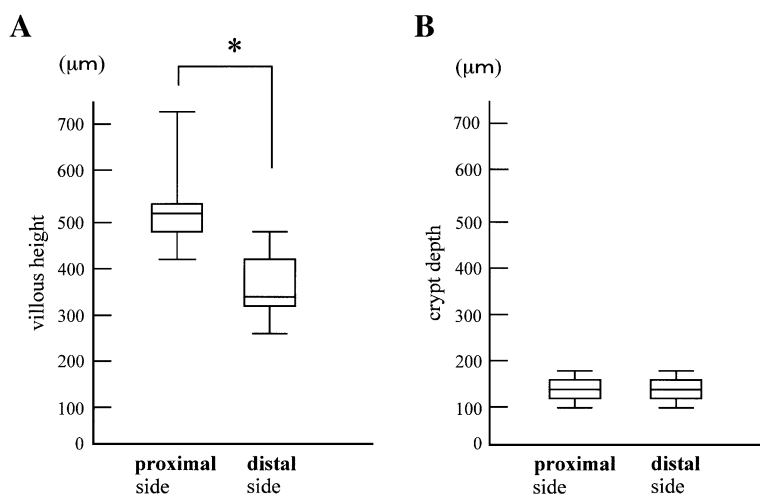 A
(μm)
*
700
600
500
400
300
200
100
0
villous height
proximal
side
distal
side
B
(μm)
700
600
500
400
300
200
100
0
crypt depth
proximal
side
distal
side